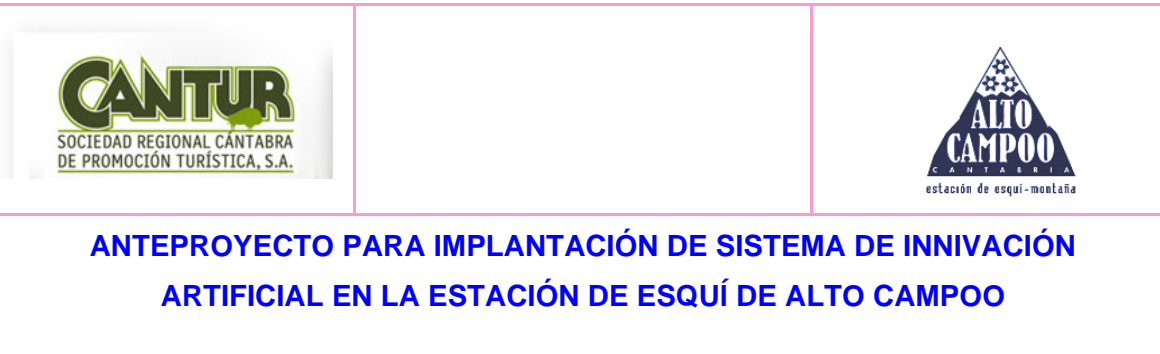 CANTUR
SOCIEDAD REGIONAL CÁNTABRA
DE PROMOCIÓN TURÍSTICA, S.A.
ALTO
CAMPOO
CANTABRIA
estación de esquí-montaña
ANTEPROYECTO PARA IMPLANTACIÓN DE SISTEMA DE INNIVACIÓN
ARTIFICIAL EN LA ESTACIÓN DE ESQUÍ DE ALTO CAMPOO